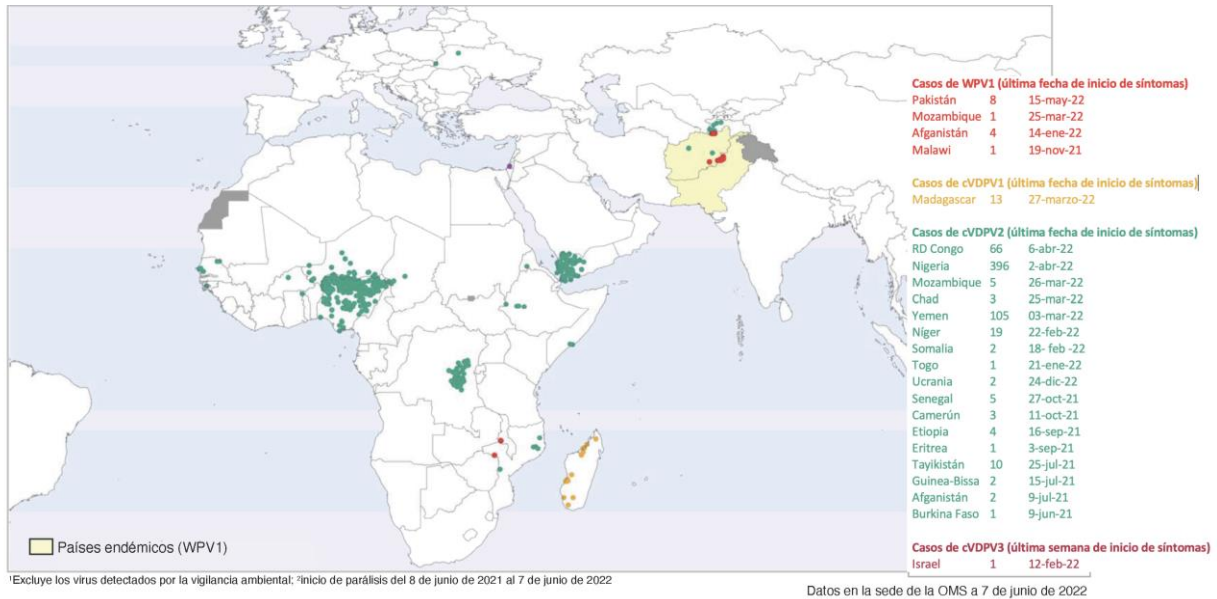 Casos de WPV1 (última fecha de inicio de síntomas)
Pakistán 8 15-may-22
Mozambique 1 25-mar-22
Afganistán 4 14-ene-22
Malawi 1 19-nov-21
Casos de cVDPV1 (última fecha de inicio de síntomas)
Madagascar 13 27-marzo-22
Casos de cVDPV2 (última fecha de inicio de síntomas)
RD Congo 66 6-abr-22
Nigeria 396 2-abr-22
Mozambique 5 26-mar-22
Chad 3 25-mar-22
Yemen 105 03-mar-22
Níger 19 22-feb-22
Somalia 2 18- feb -22
Togo 1 21-ene-22
Ucrania 2 24-dic-22
Senegal 5 27-oct-21
Camerún 3 11-oct-21
Etiopia 4 16-sep-21
Eritrea 1 3-sep-21
Tayikistán 10 25-jul-21
Guinea-Bissa 2 15-jul-21
Afganistán 2 9-jul-21
Burkina Faso 1 9-jun-21
Casos de cVDPV3 (última semana de inicio de síntomas)
Israel 1 12-feb-22
Países endémicos (WPV1)
¹Excluye los virus detectados por la vigilancia ambiental; ²inicio de parálisis del 8 de junio de 2021 al 7 de junio de 2022
Datos en la sede de la OMS a 7 de junio de 2022